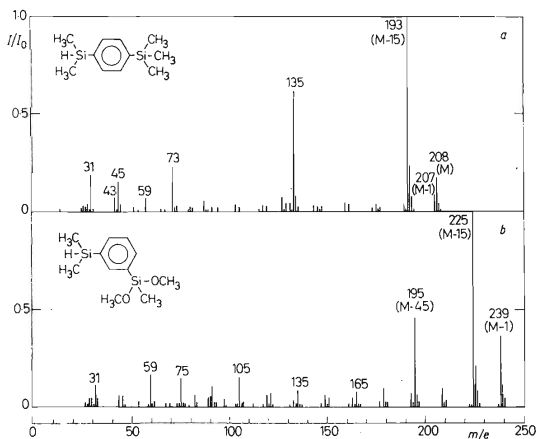 1.0
I/I₀
0.5
0
a
H₃C
H-Si
H₃C
CH₃
Si-CH₃
CH₃
31
43
45
59
73
135
193
(M-15)
207
(M-1)
208
(M)
b
H₃C
H-Si
H₃C
Si-OCH₃
H₃CO
CH₃
0.5
0
31
59
75
105
135
165
195
(M-45)
225
(M-15)
239
(M-1)
0 50 100 150 200 250
m/e